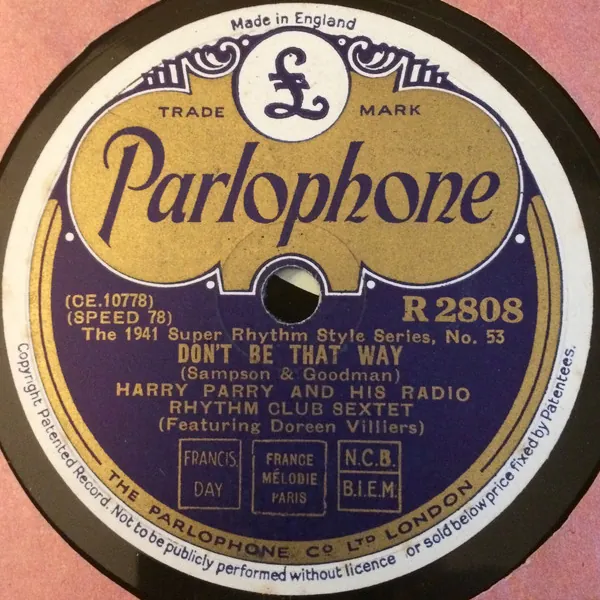 Made in England
£
TRADE MARK
Parlophone
(CE.10778)
R 2808
(SPEED 78)
The 1941 Super Rhythm Style Series, No. 53
DON'T BE THAT WAY
(Sampson & Goodman)
HARRY PARRY AND HIS RADIO
RHYTHM CLUB SEXTET
(Featuring Doreen Villiers)
FRANCIS,
DAY
FRANCE
MÉLODIE
PARIS
N.C.B.
B.I.E.M.
THE PARLOPHONE CO LTD LONDON
Copyright Patented Record. Not to be publicly performed without licence or sold below price fixed by Patentees.